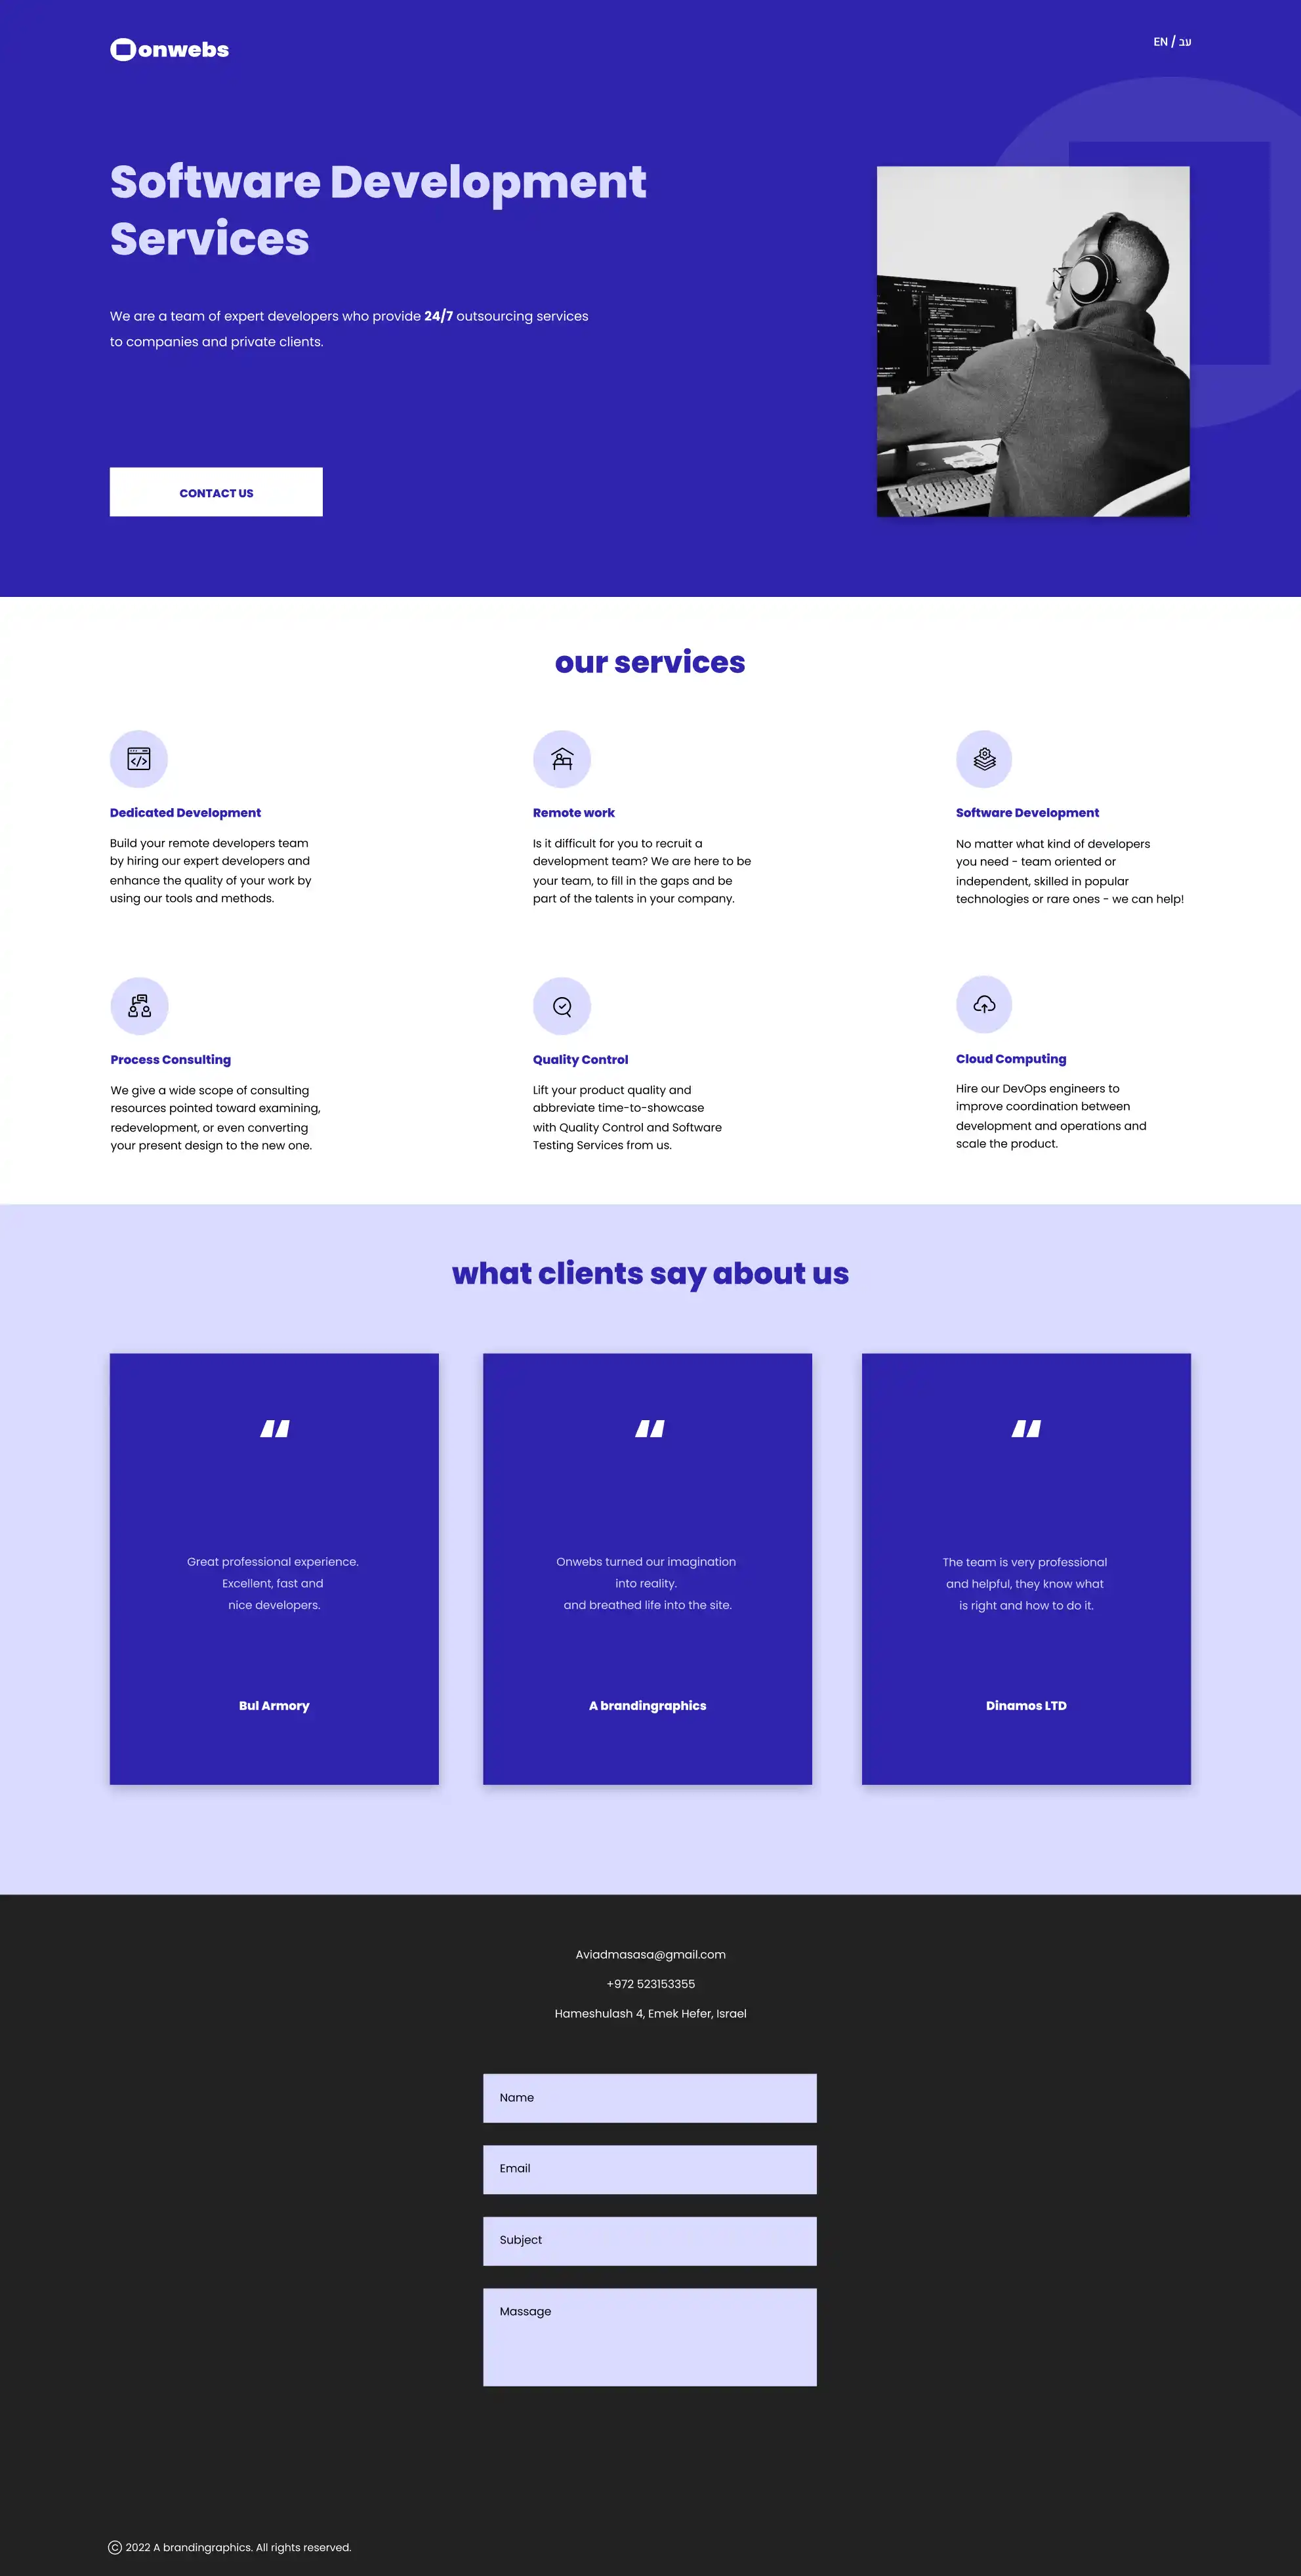 onwebs
EN / עב
Software Development
Services
We are a team of expert developers who provide 24/7 outsourcing services
to companies and private clients.
CONTACT US
our services
Dedicated Development
Build your remote developers team
by hiring our expert developers and
enhance the quality of your work by
using our tools and methods.
Remote work
Is it difficult for you to recruit a
development team? We are here to be
your team, to fill in the gaps and be
part of the talents in your company.
Software Development
No matter what kind of developers
you need - team oriented or
independent, skilled in popular
technologies or rare ones - we can help!
Process Consulting
We give a wide scope of consulting
resources pointed toward examining,
redevelopment, or even converting
your present design to the new one.
Quality Control
Lift your product quality and
abbreviate time-to-showcase
with Quality Control and Software
Testing Services from us.
Cloud Computing
Hire our DevOps engineers to
improve coordination between
development and operations and
scale the product.
what clients say about us
“
Great professional experience.
Excellent, fast and
nice developers.
Bul Armory
“
Onwebs turned our imagination
into reality.
and breathed life into the site.
A brandingraphics
“
The team is very professional
and helpful, they know what
is right and how to do it.
Dinamos LTD
Aviadmasasa@gmail.com
+972 523153355
Hameshulash 4, Emek Hefer, Israel
Name
Email
Subject
Massage
© 2022 A brandingraphics. All rights reserved.